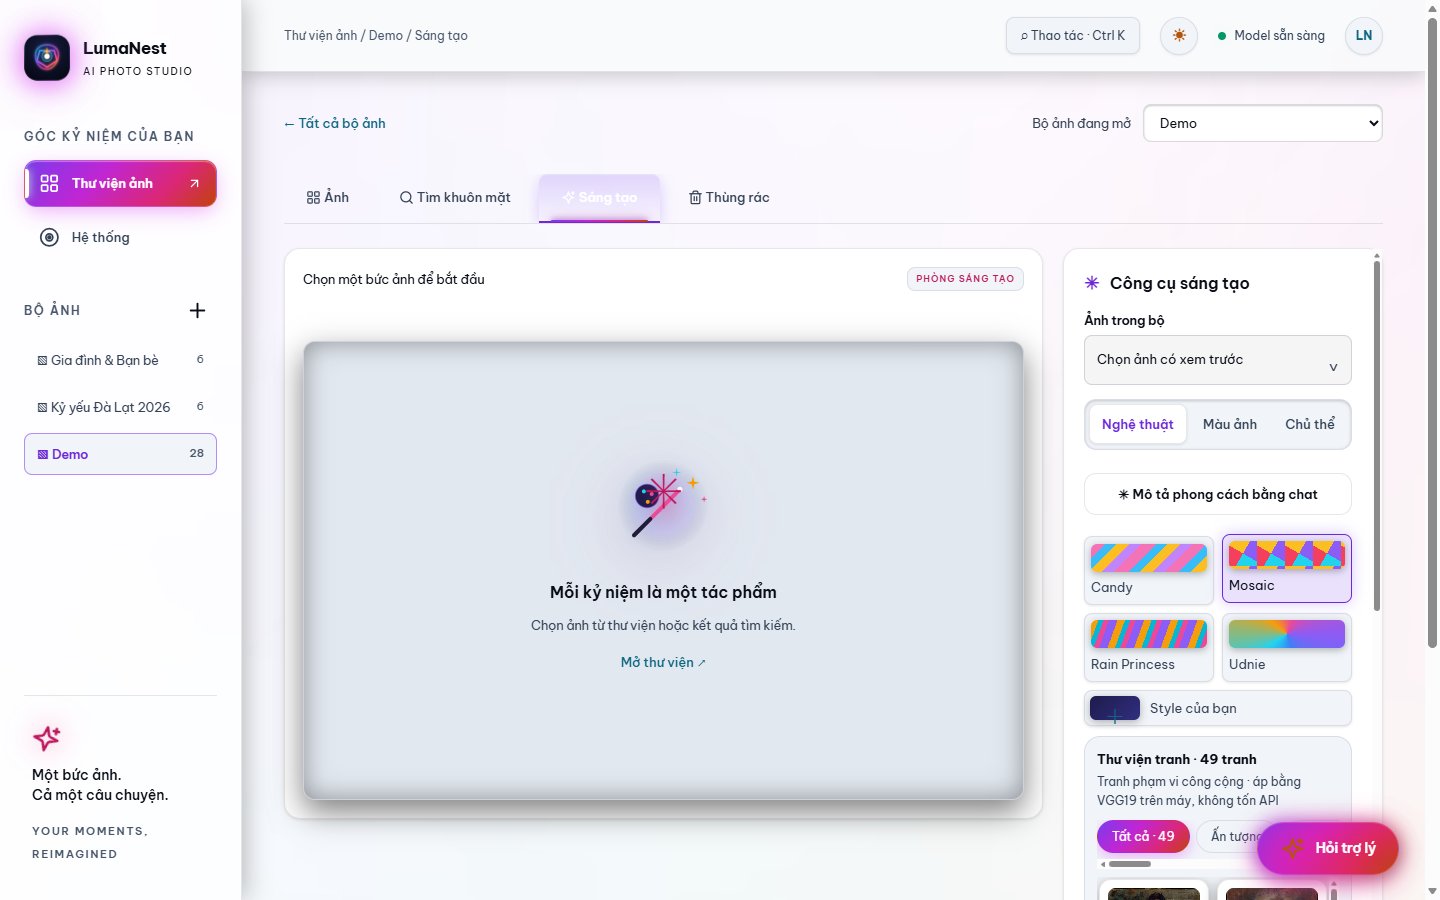 LumaNest
AI PHOTO STUDIO
GÓC KỶ NIỆM CỦA BẠN
Thư viện ảnh
Hệ thống
BỘ ẢNH
Gia đình & Bạn bè 6
Kỷ yếu Đà Lạt 2026 6
Demo 28
Một bức ảnh.
Cả một câu chuyện.
YOUR MOMENTS,
REIMAGINED
Thư viện ảnh / Demo / Sáng tạo
Thao tác · Ctrl K
Model sẵn sàng
LN
← Tất cả bộ ảnh
Bộ ảnh đang mở
Demo
Ảnh
Tìm khuôn mặt
Sáng tạo
Thùng rác
Chọn một bức ảnh để bắt đầu
PHÒNG SÁNG TẠO
Mỗi kỷ niệm là một tác phẩm
Chọn ảnh từ thư viện hoặc kết quả tìm kiếm.
Mở thư viện ↗
Công cụ sáng tạo
Ảnh trong bộ
Chọn ảnh có xem trước
Nghệ thuật
Màu ảnh
Chủ thể
Mô tả phong cách bằng chat
Candy
Mosaic
Rain Princess
Udnie
Style của bạn
Thư viện tranh · 49 tranh
Tranh phạm vi công cộng · áp bằng
VGG19 trên máy, không tốn API
Tất cả · 49
Ấn tượng
Hỏi trợ lý